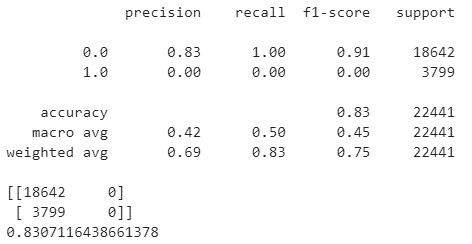 precision recall f1-score support
0.0 0.83 1.00 0.91 18642
1.0 0.00 0.00 0.00 3799
accuracy 0.83 22441
macro avg 0.42 0.50 0.45 22441
weighted avg 0.69 0.83 0.75 22441
[[18642 0]
[ 3799 0]]
0.8307116438661378